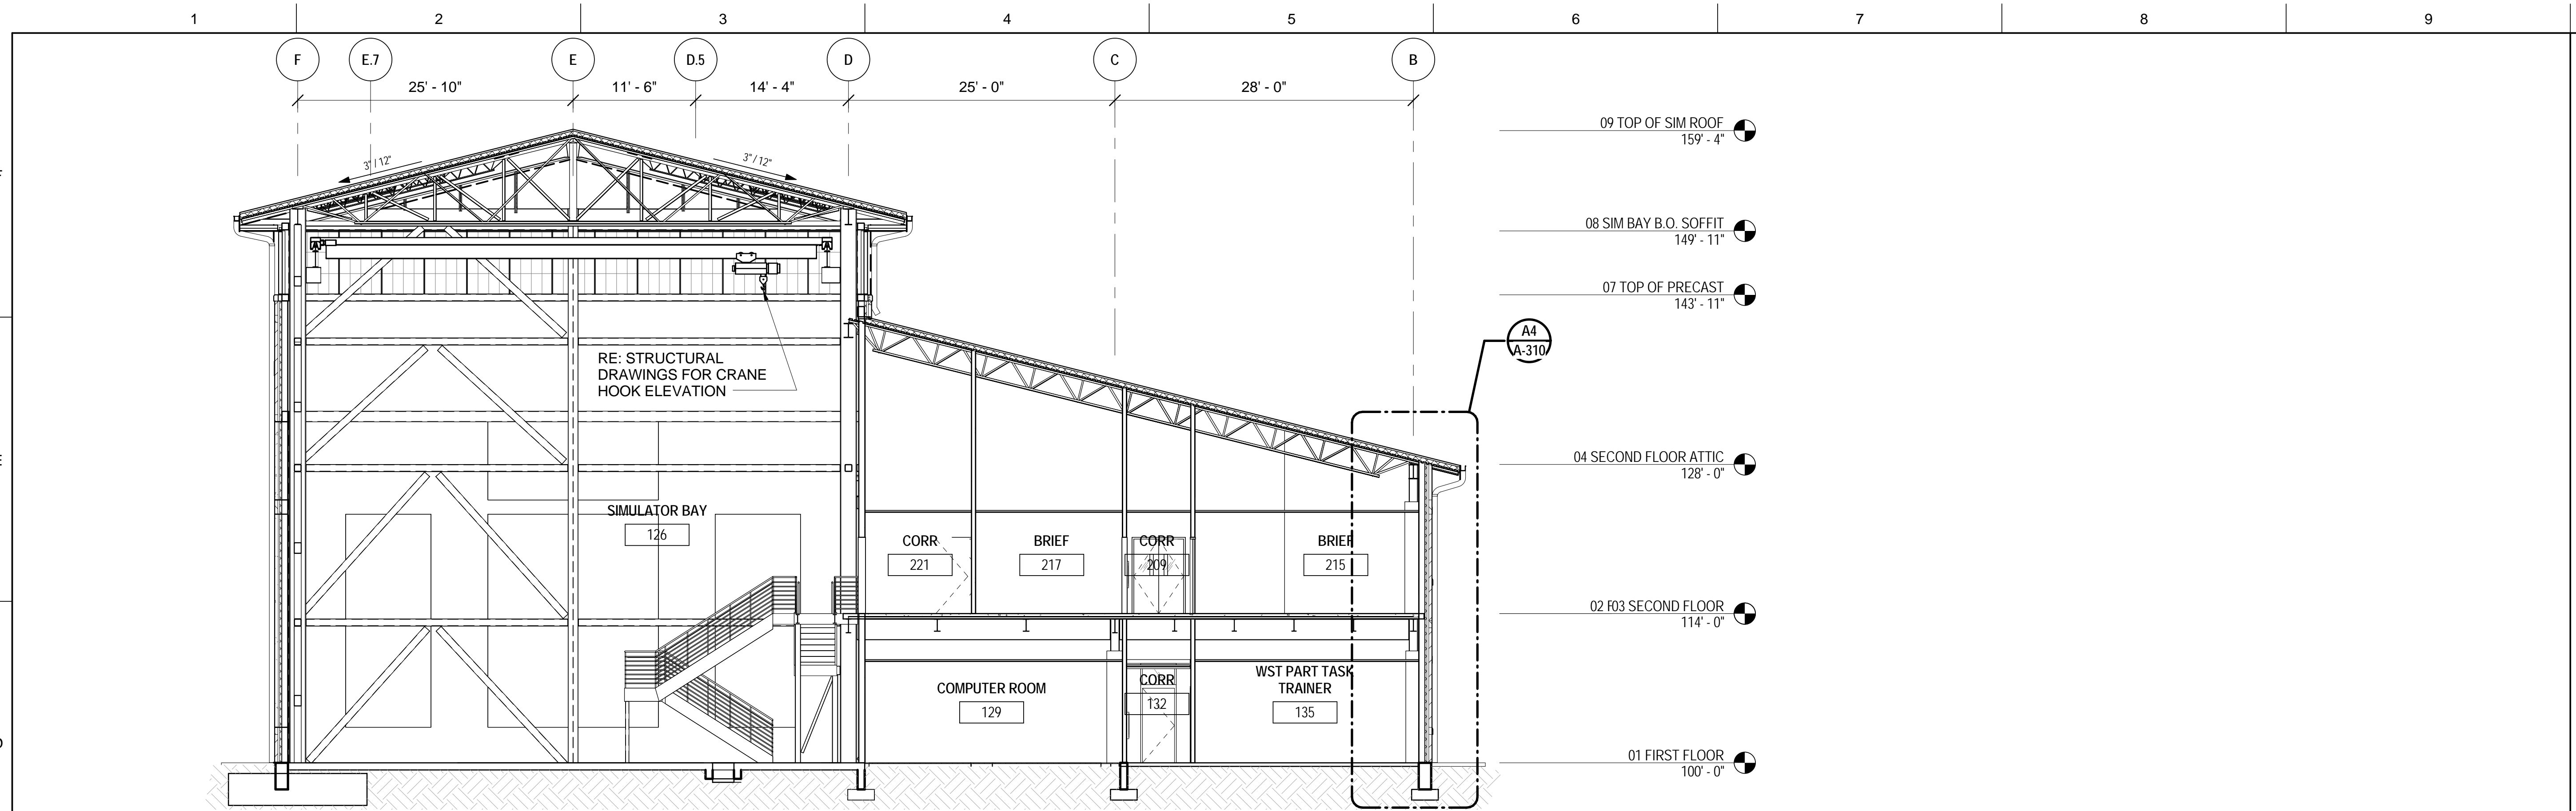 1 2 3 4 5 6 7 8 9
F E.7 E D.5 D C B
25' - 10" 11' - 6" 14' - 4" 25' - 0" 28' - 0"
3" / 12" 3" / 12"
09 TOP OF SIM ROOF
159' - 4"
08 SIM BAY B.O. SOFFIT
149' - 11"
07 TOP OF PRECAST
143' - 11"
A4
A-310
RE: STRUCTURAL
DRAWINGS FOR CRANE
HOOK ELEVATION
04 SECOND FLOOR ATTIC
128' - 0"
SIMULATOR BAY
126
CORR
221
BRIEF
217
CORR
209
BRIEF
215
02 F03 SECOND FLOOR
114' - 0"
COMPUTER ROOM
129
CORR
132
WST PART TASK
TRAINER
135
01 FIRST FLOOR
100' - 0"